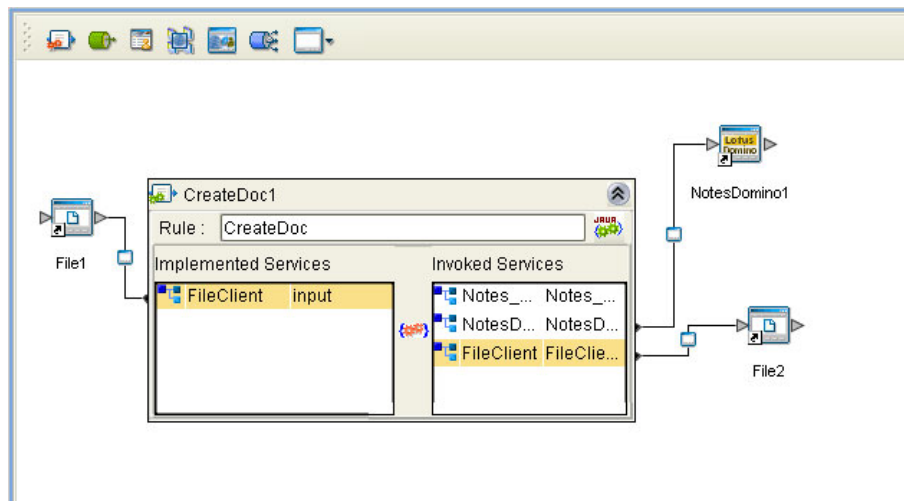 Lotus
Domino
NotesDomino1
CreateDoc1
Rule : CreateDoc
JAVA
File1
Implemented Services
Invoked Services
FileClient input
Notes_... Notes_...
NotesD... NotesD...
FileClient FileClie...
File2